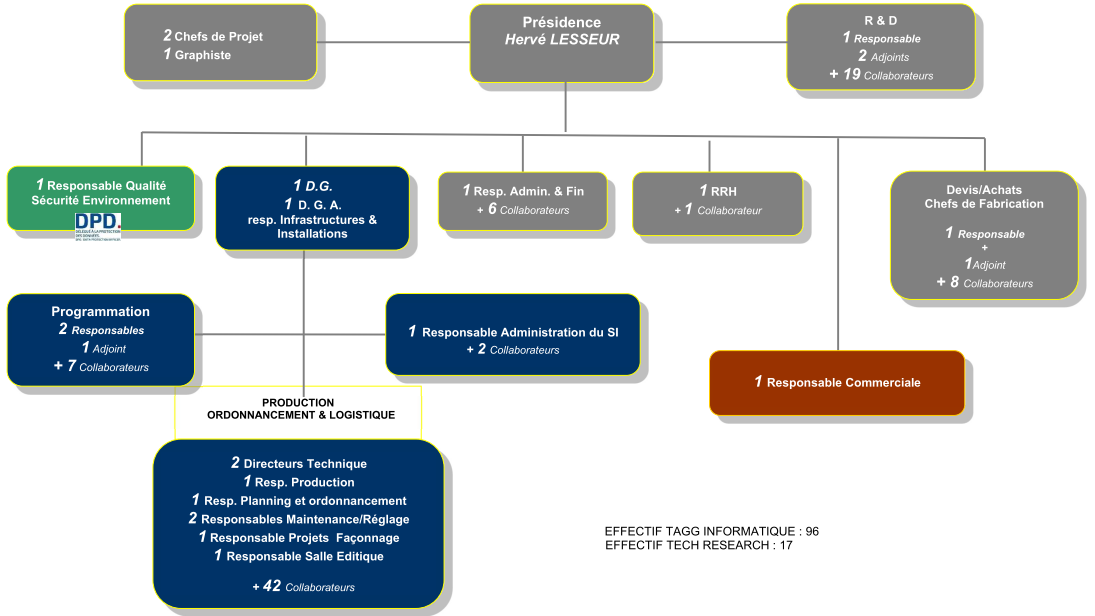 2 Chefs de Projet
1 Graphiste
Présidence
Hervé LESSEUR
R & D
1 Responsable
2 Adjoints
+ 19 Collaborateurs
1 Responsable Qualité
Sécurité Environnement
DPD.
DÉLÉGUÉ À LA PROTECTION
DES DONNÉES
1 D.G.
1 D. G. A.
resp. Infrastructures &
Installations
1 Resp. Admin. & Fin
+ 6 Collaborateurs
1 RRH
+ 1 Collaborateur
Devis/Achats
Chefs de Fabrication
1 Responsable
+
1 Adjoint
+ 8 Collaborateurs
Programmation
2 Responsables
1 Adjoint
+ 7 Collaborateurs
1 Responsable Administration du SI
+ 2 Collaborateurs
1 Responsable Commerciale
PRODUCTION
ORDONNANCEMENT & LOGISTIQUE
2 Directeurs Technique
1 Resp. Production
1 Resp. Planning et ordonnancement
2 Responsables Maintenance/Réglage
1 Responsable Projets Façonnage
1 Responsable Salle Editique
+ 42 Collaborateurs
EFFECTIF TAGG INFORMATIQUE : 96
EFFECTIF TECH RESEARCH : 17